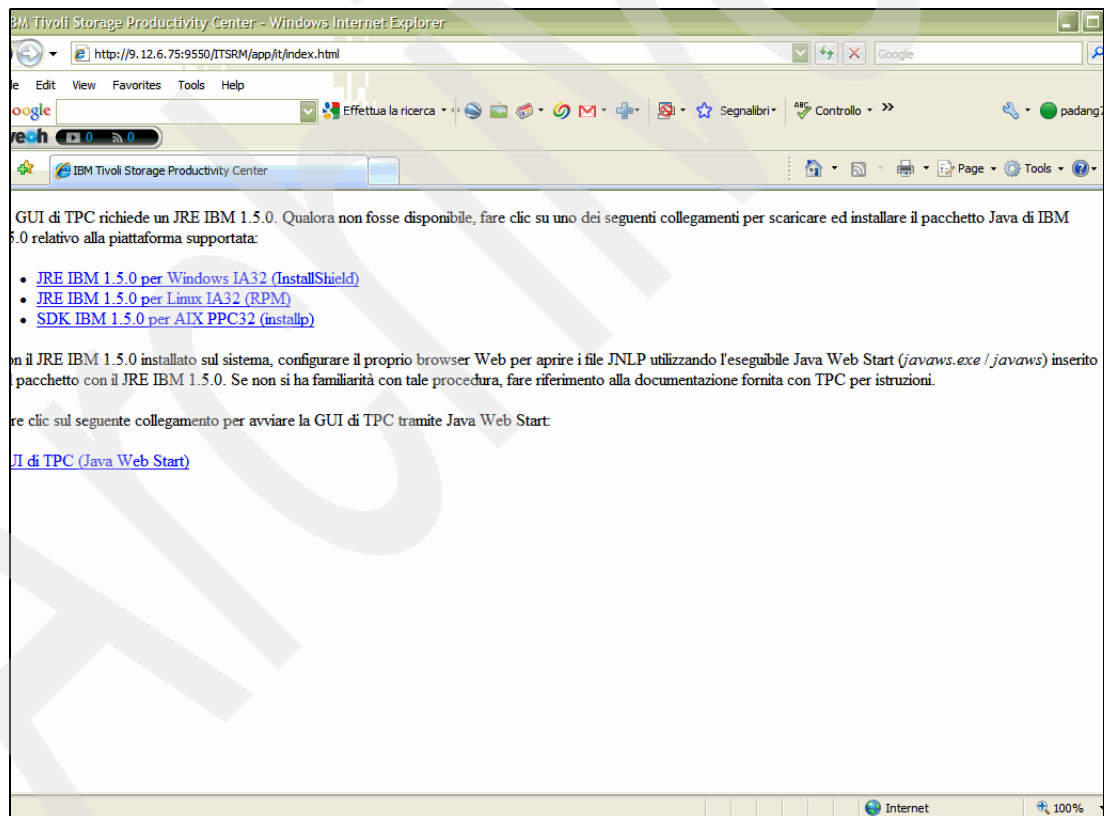 BM Tivoli Storage Productivity Center - Windows Internet Explorer
http://9.12.6.75:9550/ITSRM/app/it/index.html
Google
le Edit View Favorites Tools Help
oogle Effettua la ricerca Segnalibri ABC Controllo » padang7
veoh 0 0
IBM Tivoli Storage Productivity Center Page Tools
GUI di TPC richiede un JRE IBM 1.5.0. Qualora non fosse disponibile, fare clic su uno dei seguenti collegamenti per scaricare ed installare il pacchetto Java di IBM
5.0 relativo alla piattaforma supportata:
• JRE IBM 1.5.0 per Windows IA32 (InstallShield)
• JRE IBM 1.5.0 per Linux IA32 (RPM)
• SDK IBM 1.5.0 per AIX PPC32 (installp)
on il JRE IBM 1.5.0 installato sul sistema, configurare il proprio browser Web per aprire i file JNLP utilizzando l'eseguibile Java Web Start (javaws.exe / javaws) inserito
l pacchetto con il JRE IBM 1.5.0. Se non si ha familiarità con tale procedura, fare riferimento alla documentazione fornita con TPC per istruzioni.
re clic sul seguente collegamento per avviare la GUI di TPC tramite Java Web Start:
UI di TPC (Java Web Start)
Internet 100%